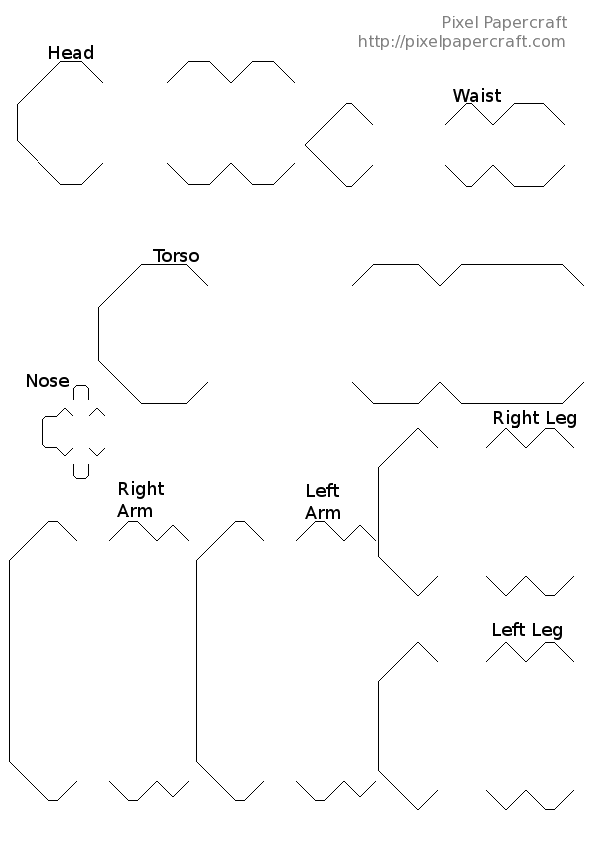 Pixel Papercraft
http://pixelpapercraft.com
Head
Waist
Torso
Nose
Right Leg
Right
Arm
Left
Arm
Left Leg